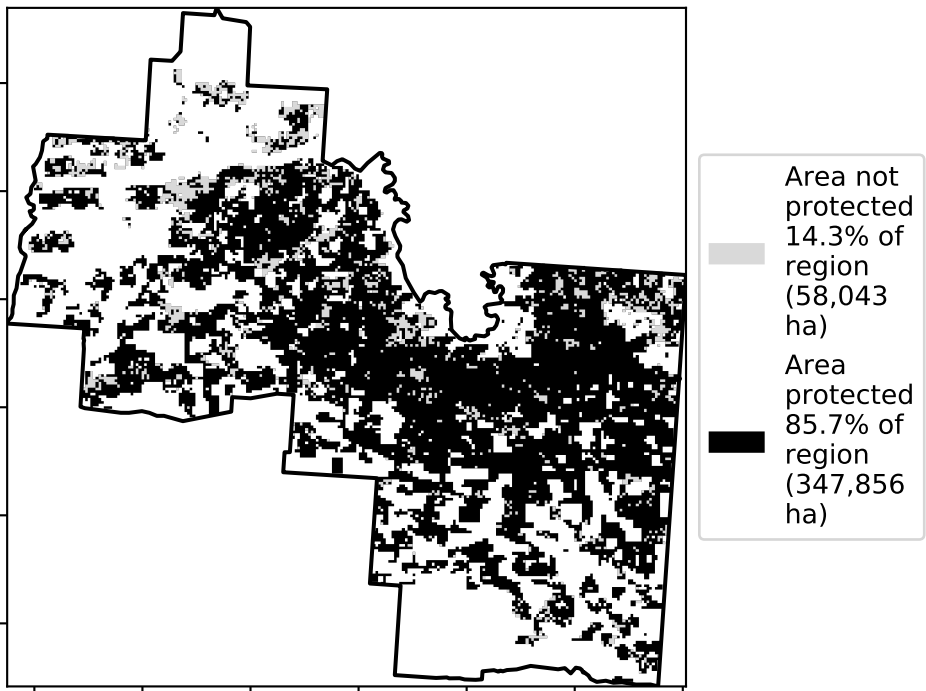 Area not
protected
14.3% of
region
(58,043
ha)
Area
protected
85.7% of
region
(347,856
ha)